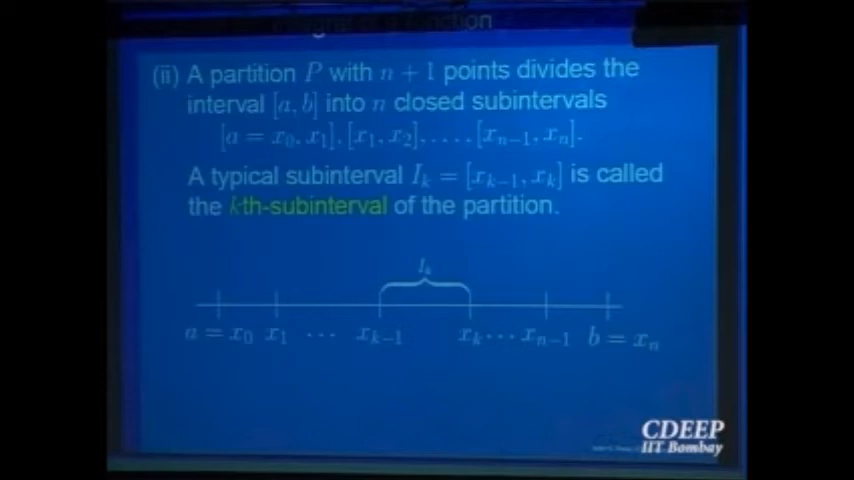 (ii) A partition P with n + 1 points divides the
interval [a, b] into n closed subintervals
[a = x₀, x₁], [x₁, x₂], ...., [xₙ₋₁, xₙ].
A typical subinterval Iₖ = [xₖ₋₁, xₖ] is called
the kth-subinterval of the partition.
Iₖ
a = x₀ x₁ ··· xₖ₋₁ xₖ ··· xₙ₋₁ b = xₙ
CDEEP
IIT Bombay